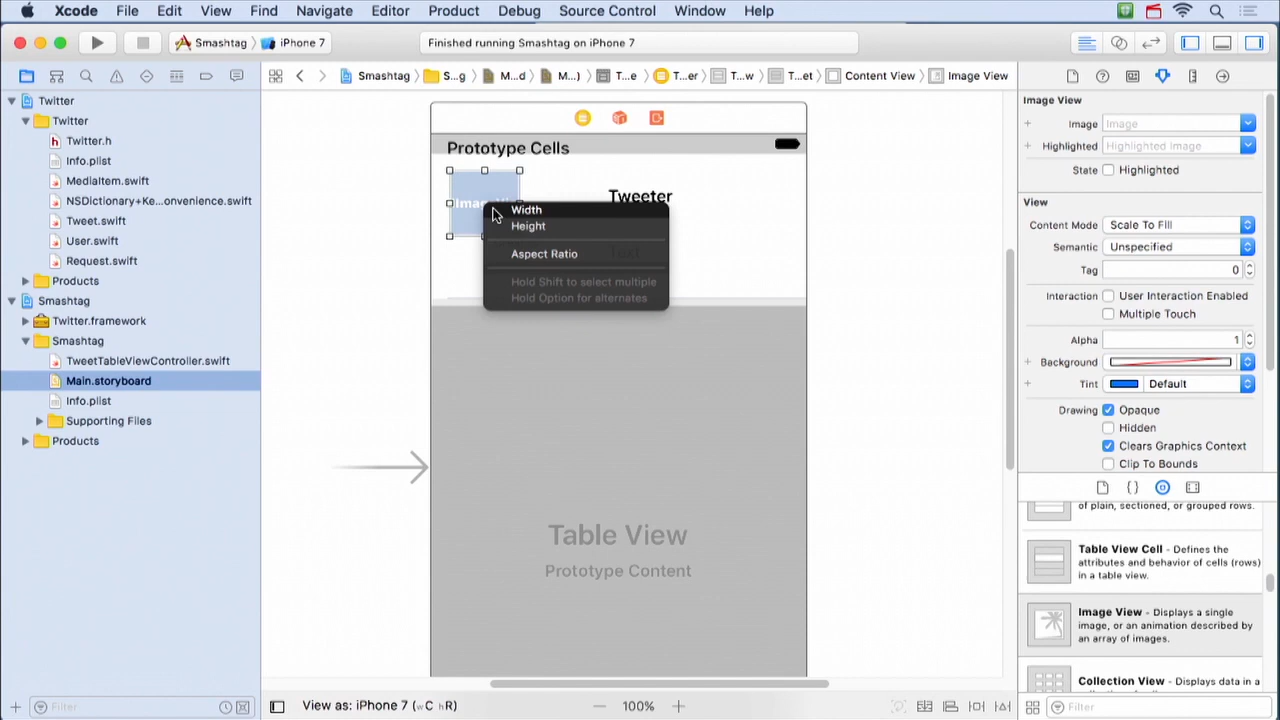 Xcode File Edit View Find Navigate Editor Product Debug Source Control Window Help
Smashtag iPhone 7
Finished running Smashtag on iPhone 7
Smashtag S...g M...d M...) T...e T...er T...w T...et Content View Image View
Twitter
Twitter
Twitter.h
Info.plist
MediaItem.swift
NSDictionary+Ke...onvenience.swift
Tweet.swift
User.swift
Request.swift
Products
Smashtag
Twitter.framework
Smashtag
TweetTableViewController.swift
Main.storyboard
Info.plist
Supporting Files
Products
Filter
Prototype Cells
Tweeter
Width
Height
Aspect Ratio
Hold Shift to select multiple
Hold Option for alternates
Text
Table View
Prototype Content
View as: iPhone 7 (wC hR)
100%
Image View
Image Image
Highlighted Highlighted Image
State Highlighted
View
Content Mode Scale To Fill
Semantic Unspecified
Tag 0
Interaction User Interaction Enabled
Multiple Touch
Alpha 1
Background
Tint Default
Drawing Opaque
Hidden
Clears Graphics Context
Clip To Bounds
of plain, sectioned, or grouped rows.
Table View Cell - Defines the
attributes and behavior of cells (rows)
in a table view.
Image View - Displays a single
image, or an animation described by
an array of images.
Collection View - Displays data in a
Filter